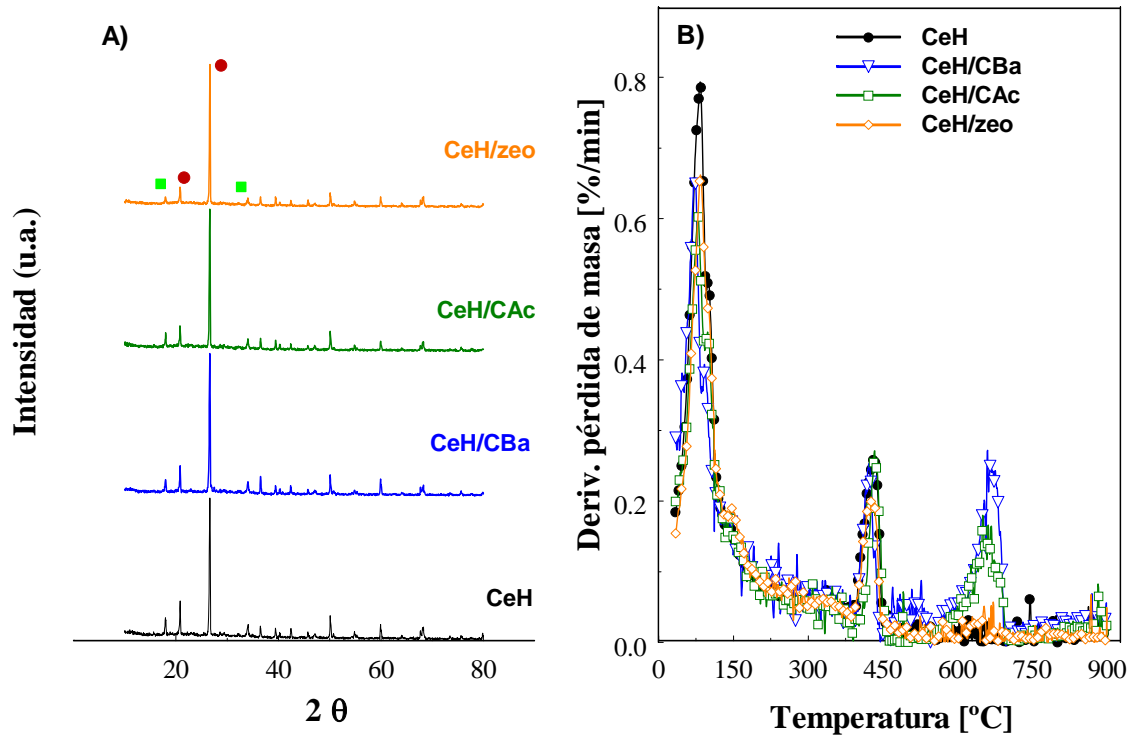 A)
CeH/zeo
CeH/CAc
CeH/CBa
CeH
Intensidad (u.a.)
20 40 60 80
2 θ
B)
CeH
CeH/CBa
CeH/CAc
CeH/zeo
Deriv. pérdida de masa [%/min]
0.8
0.6
0.4
0.2
0.0
0 150 300 450 600 750 900
Temperatura [ºC]